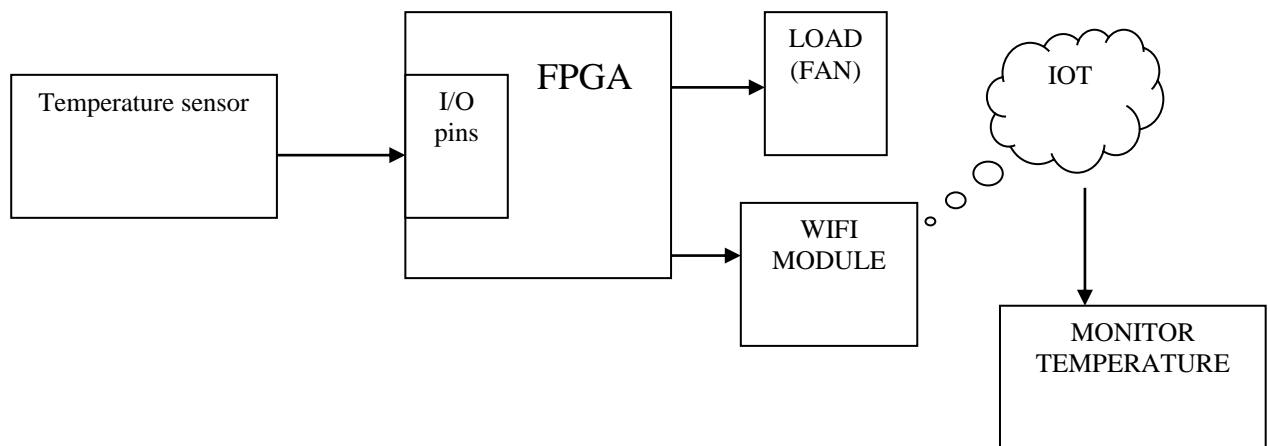 Temperature sensor
I/O
pins
FPGA
LOAD
(FAN)
WIFI
MODULE
IOT
MONITOR
TEMPERATURE